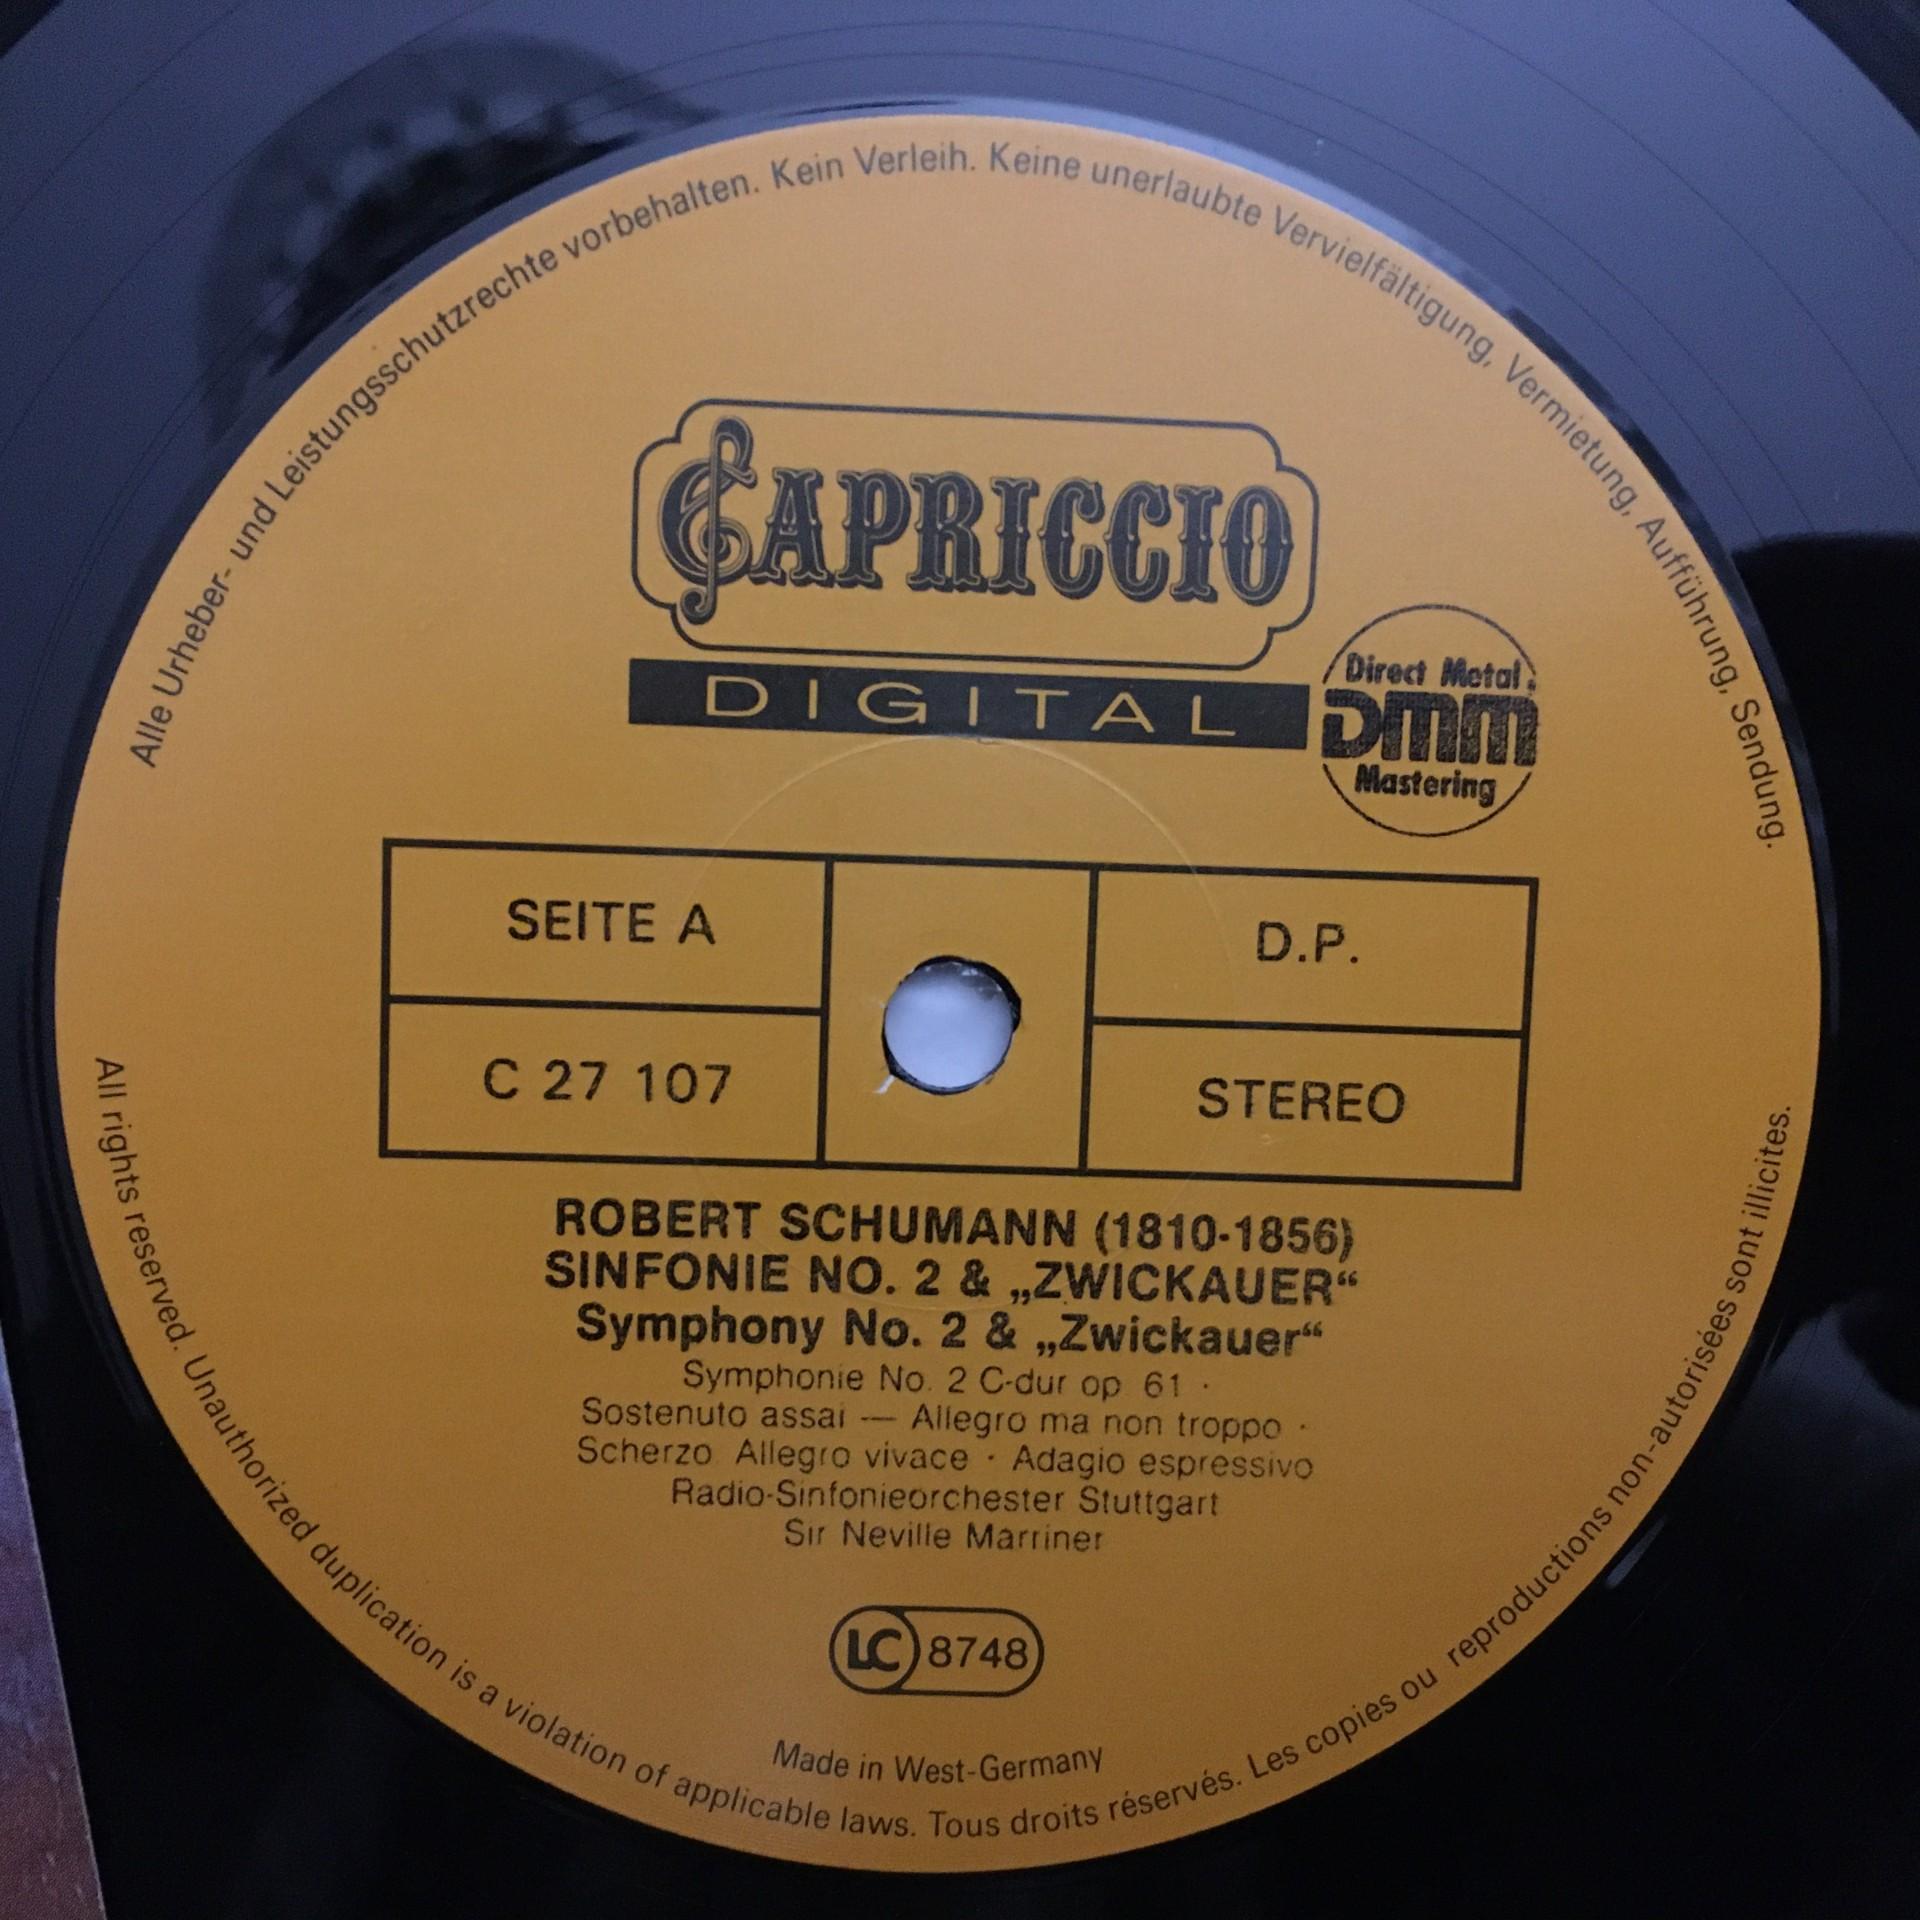 Alle Urheber- und Leistungsschutzrechte vorbehalten. Kein Verleih. Keine unerlaubte Vervielfältigung, Vermietung, Aufführung, Sendung.
CAPRICCIO
DIGITAL
Direct Metal
DMM
Mastering
SEITE A
D.P.
C 27 107
STEREO
ROBERT SCHUMANN (1810-1856)
SINFONIE NO. 2 & „ZWICKAUER“
Symphony No. 2 & „Zwickauer“
Symphonie No. 2 C-dur op 61 ·
Sostenuto assai — Allegro ma non troppo ·
Scherzo Allegro vivace · Adagio espressivo
Radio-Sinfonieorchester Stuttgart
Sir Neville Marriner
LC 8748
Made in West-Germany
All rights reserved. Unauthorized duplication is a violation of applicable laws. Tous droits réservés. Les copies ou reproductions non-autorisées sont illicites.